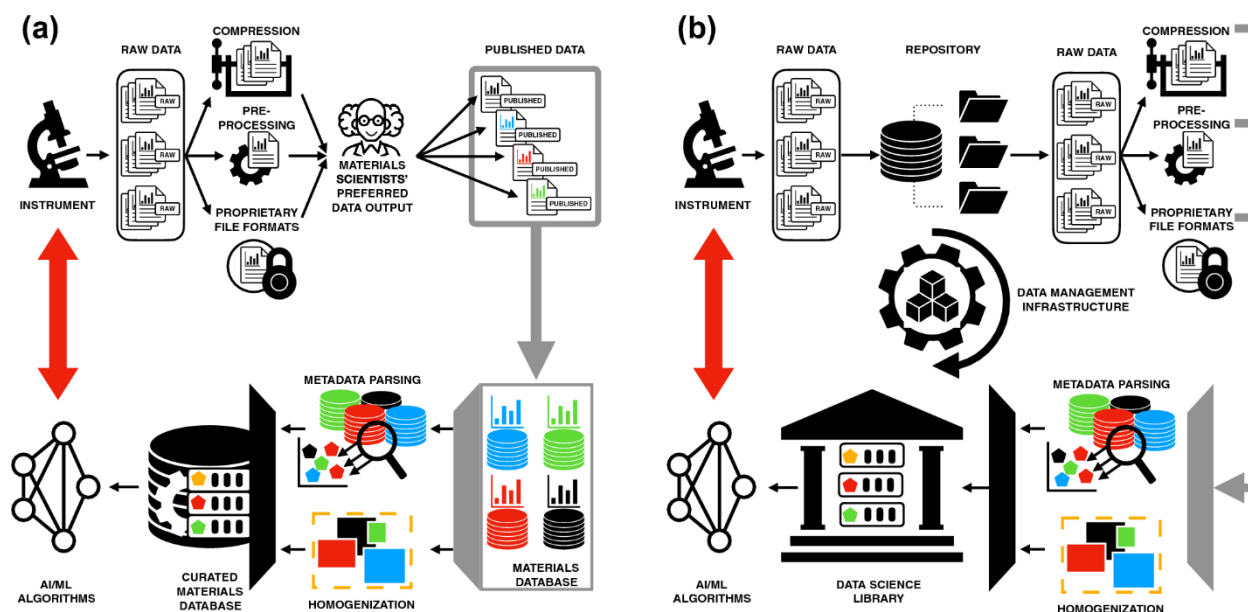 (a)
RAW DATA
COMPRESSION
PUBLISHED DATA
RAW
RAW
RAW
PRE-
PROCESSING
PUBLISHED
PUBLISHED
PUBLISHED
PUBLISHED
INSTRUMENT
MATERIALS
SCIENTISTS'
PREFERRED
DATA OUTPUT
PROPRIETARY
FILE FORMATS
METADATA PARSING
AI/ML
ALGORITHMS
CURATED
MATERIALS
DATABASE
HOMOGENIZATION
MATERIALS
DATABASE
(b)
RAW DATA
REPOSITORY
RAW DATA
COMPRESSION
RAW
RAW
RAW
RAW
RAW
RAW
PRE-
PROCESSING
INSTRUMENT
PROPRIETARY
FILE FORMATS
DATA MANAGEMENT
INFRASTRUCTURE
METADATA PARSING
AI/ML
ALGORITHMS
DATA SCIENCE
LIBRARY
HOMOGENIZATION